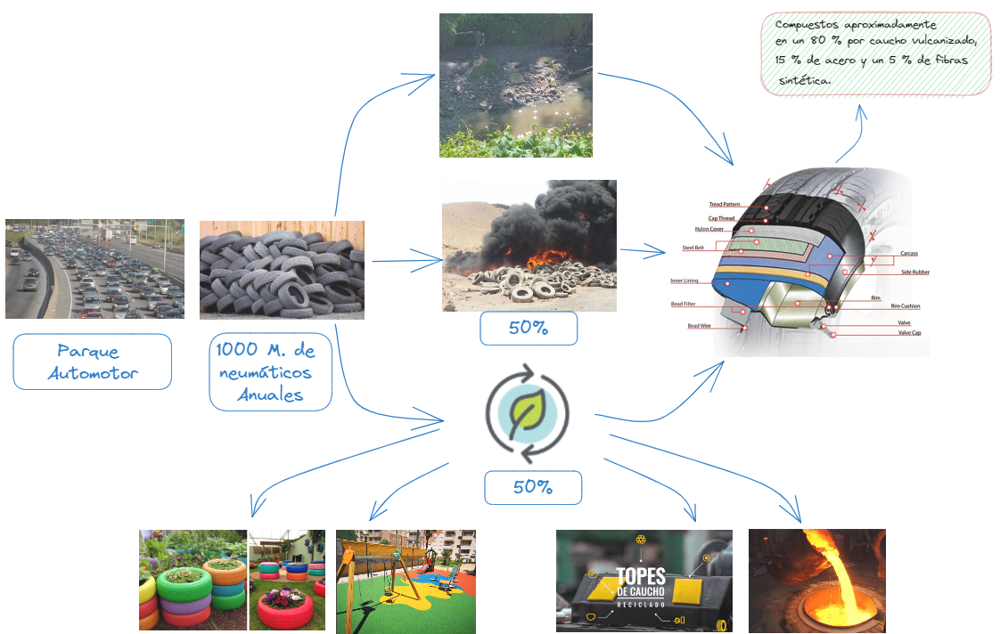 Compuestos aproximadamente
en un 80 % por caucho vulcanizado,
15 % de acero y un 5 % de fibras
sintética.
Tread Pattern
Cap Thread
Nylon Cover
Steel Belt
Carcass
Side Rubber
Inner Lining
Rim
Bead Filter
Rim Cushion
Bead Wire
Valve
Valve Cap
Parque
Automotor
1000 M. de
neumáticos
Anuales
50%
50%
TOPES
DE CAUCHO
RECICLADO